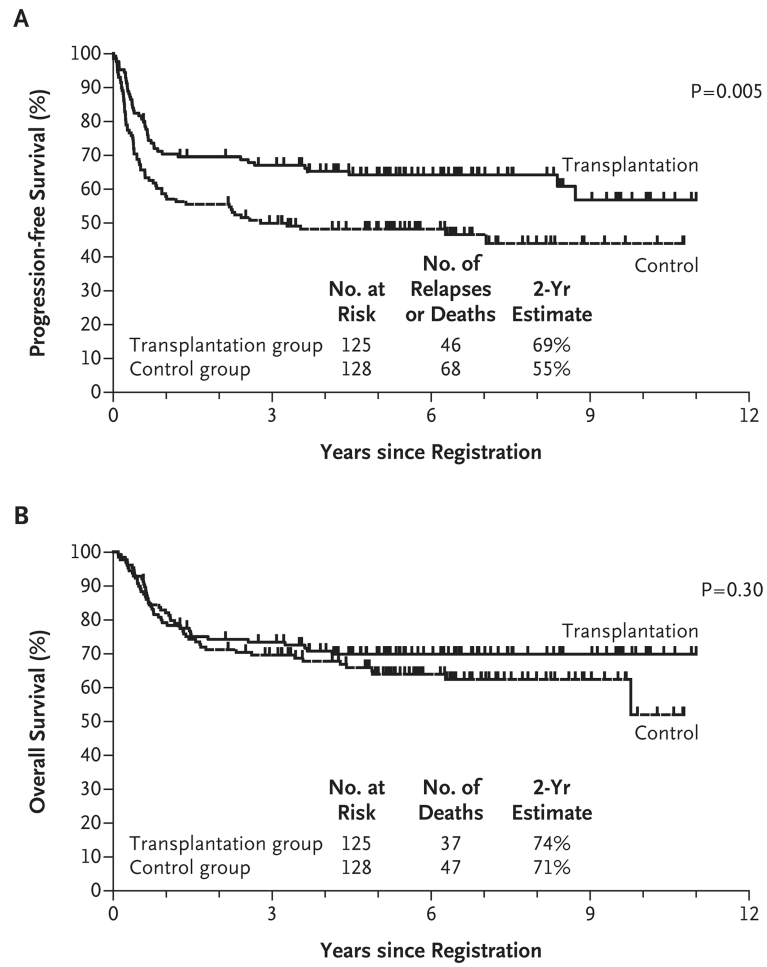 A
100
90
80
70
60
50
40
30
20
10
0
Progression-free Survival (%)
P=0.005
Transplantation
Control
No. at Risk No. of Relapses or Deaths 2-Yr Estimate
Transplantation group 125 46 69%
Control group 128 68 55%
0 3 6 9 12
Years since Registration
B
100
90
80
70
60
50
40
30
20
10
0
Overall Survival (%)
P=0.30
Transplantation
Control
No. at Risk No. of Deaths 2-Yr Estimate
Transplantation group 125 37 74%
Control group 128 47 71%
0 3 6 9 12
Years since Registration